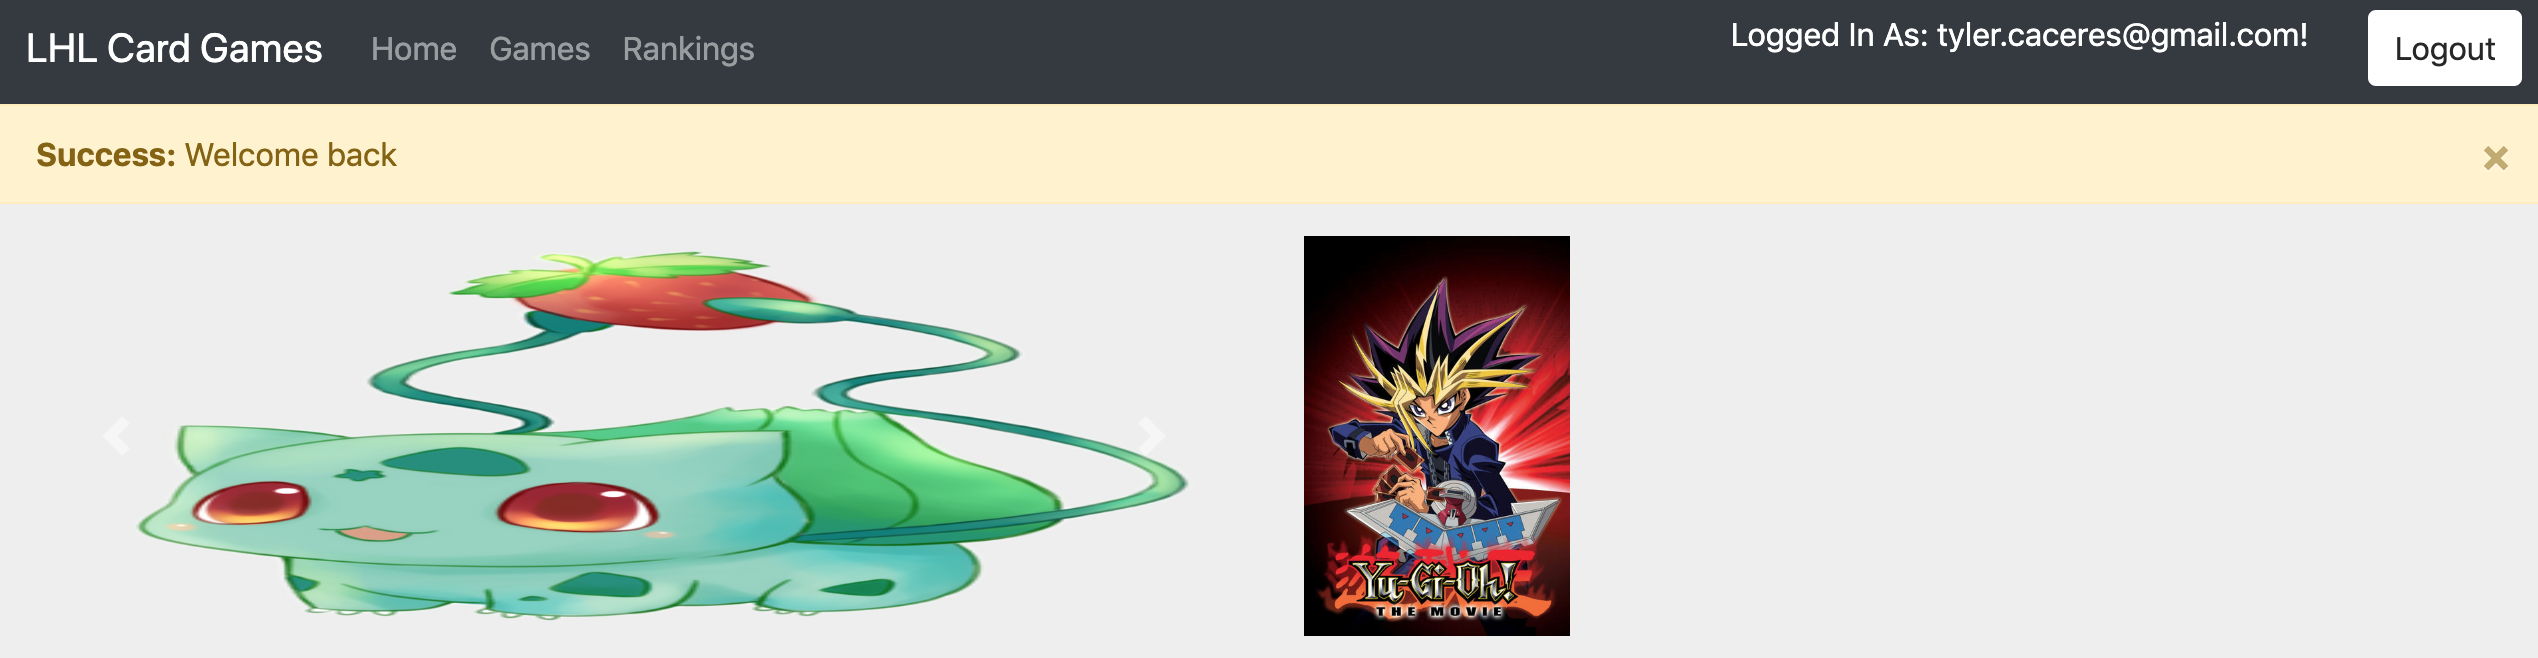 LHL Card Games Home Games Rankings Logged In As: tyler.caceres@gmail.com! Logout
Success: Welcome back ×
Yu-Gi-Oh!
THE MOVIE